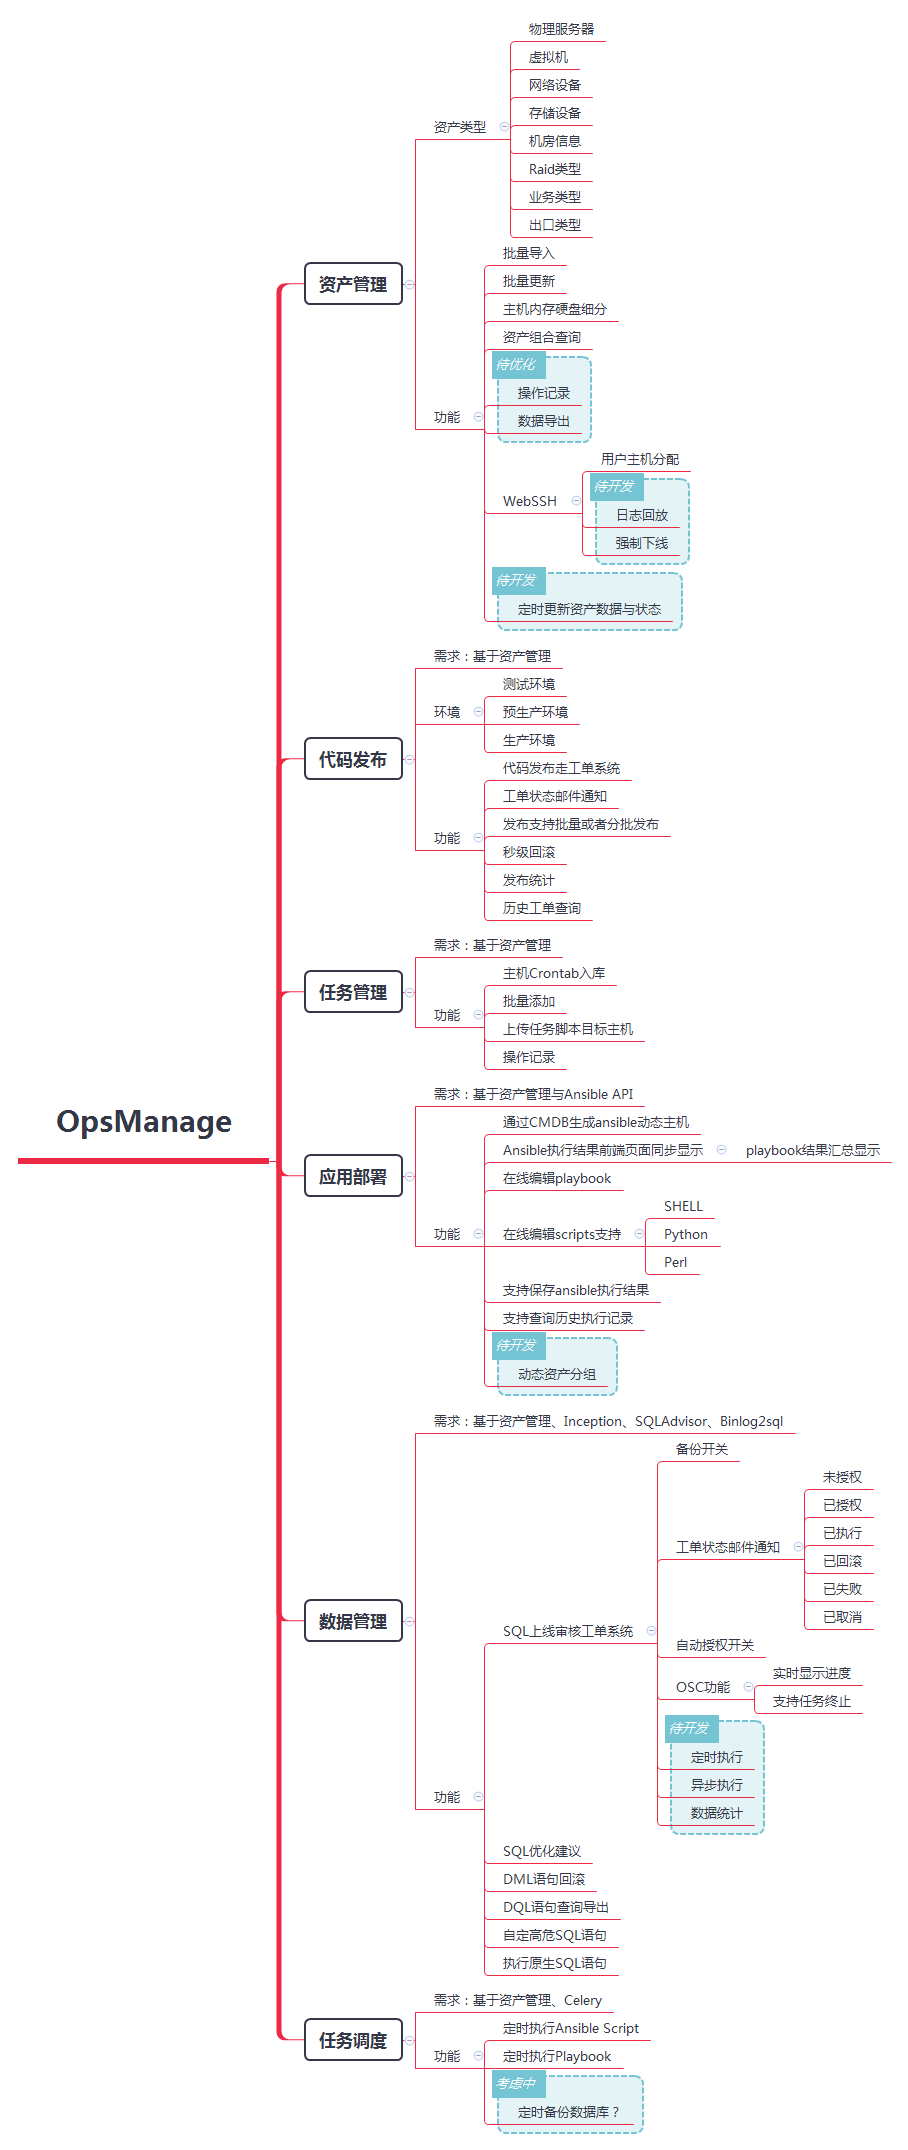 OpsManage
资产管理
资产类型
物理服务器
虚拟机
网络设备
存储设备
机房信息
Raid类型
业务类型
出口类型
功能
批量导入
批量更新
主机内存硬盘细分
资产组合查询
待优化
操作记录
数据导出
WebSSH
用户主机分配
待开发
日志回放
强制下线
待开发
定时更新资产数据与状态
代码发布
需求：基于资产管理
环境
测试环境
预生产环境
生产环境
功能
代码发布走工单系统
工单状态邮件通知
发布支持批量或者分批发布
秒级回滚
发布统计
历史工单查询
任务管理
需求：基于资产管理
功能
主机Crontab入库
批量添加
上传任务脚本目标主机
操作记录
应用部署
需求：基于资产管理与Ansible API
功能
通过CMDB生成ansible动态主机
Ansible执行结果前端页面同步显示
playbook结果汇总显示
在线编辑playbook
在线编辑scripts支持
SHELL
Python
Perl
支持保存ansible执行结果
支持查询历史执行记录
待开发
动态资产分组
数据管理
需求：基于资产管理、Inception、SQLAdvisor、Binlog2sql
功能
SQL上线审核工单系统
备份开关
工单状态邮件通知
未授权
已授权
已执行
已回滚
已失败
已取消
自动授权开关
OSC功能
实时显示进度
支持任务终止
待开发
定时执行
异步执行
数据统计
SQL优化建议
DML语句回滚
DQL语句查询导出
自定高危SQL语句
执行原生SQL语句
任务调度
需求：基于资产管理、Celery
功能
定时执行Ansible Script
定时执行Playbook
考虑中
定时备份数据库？